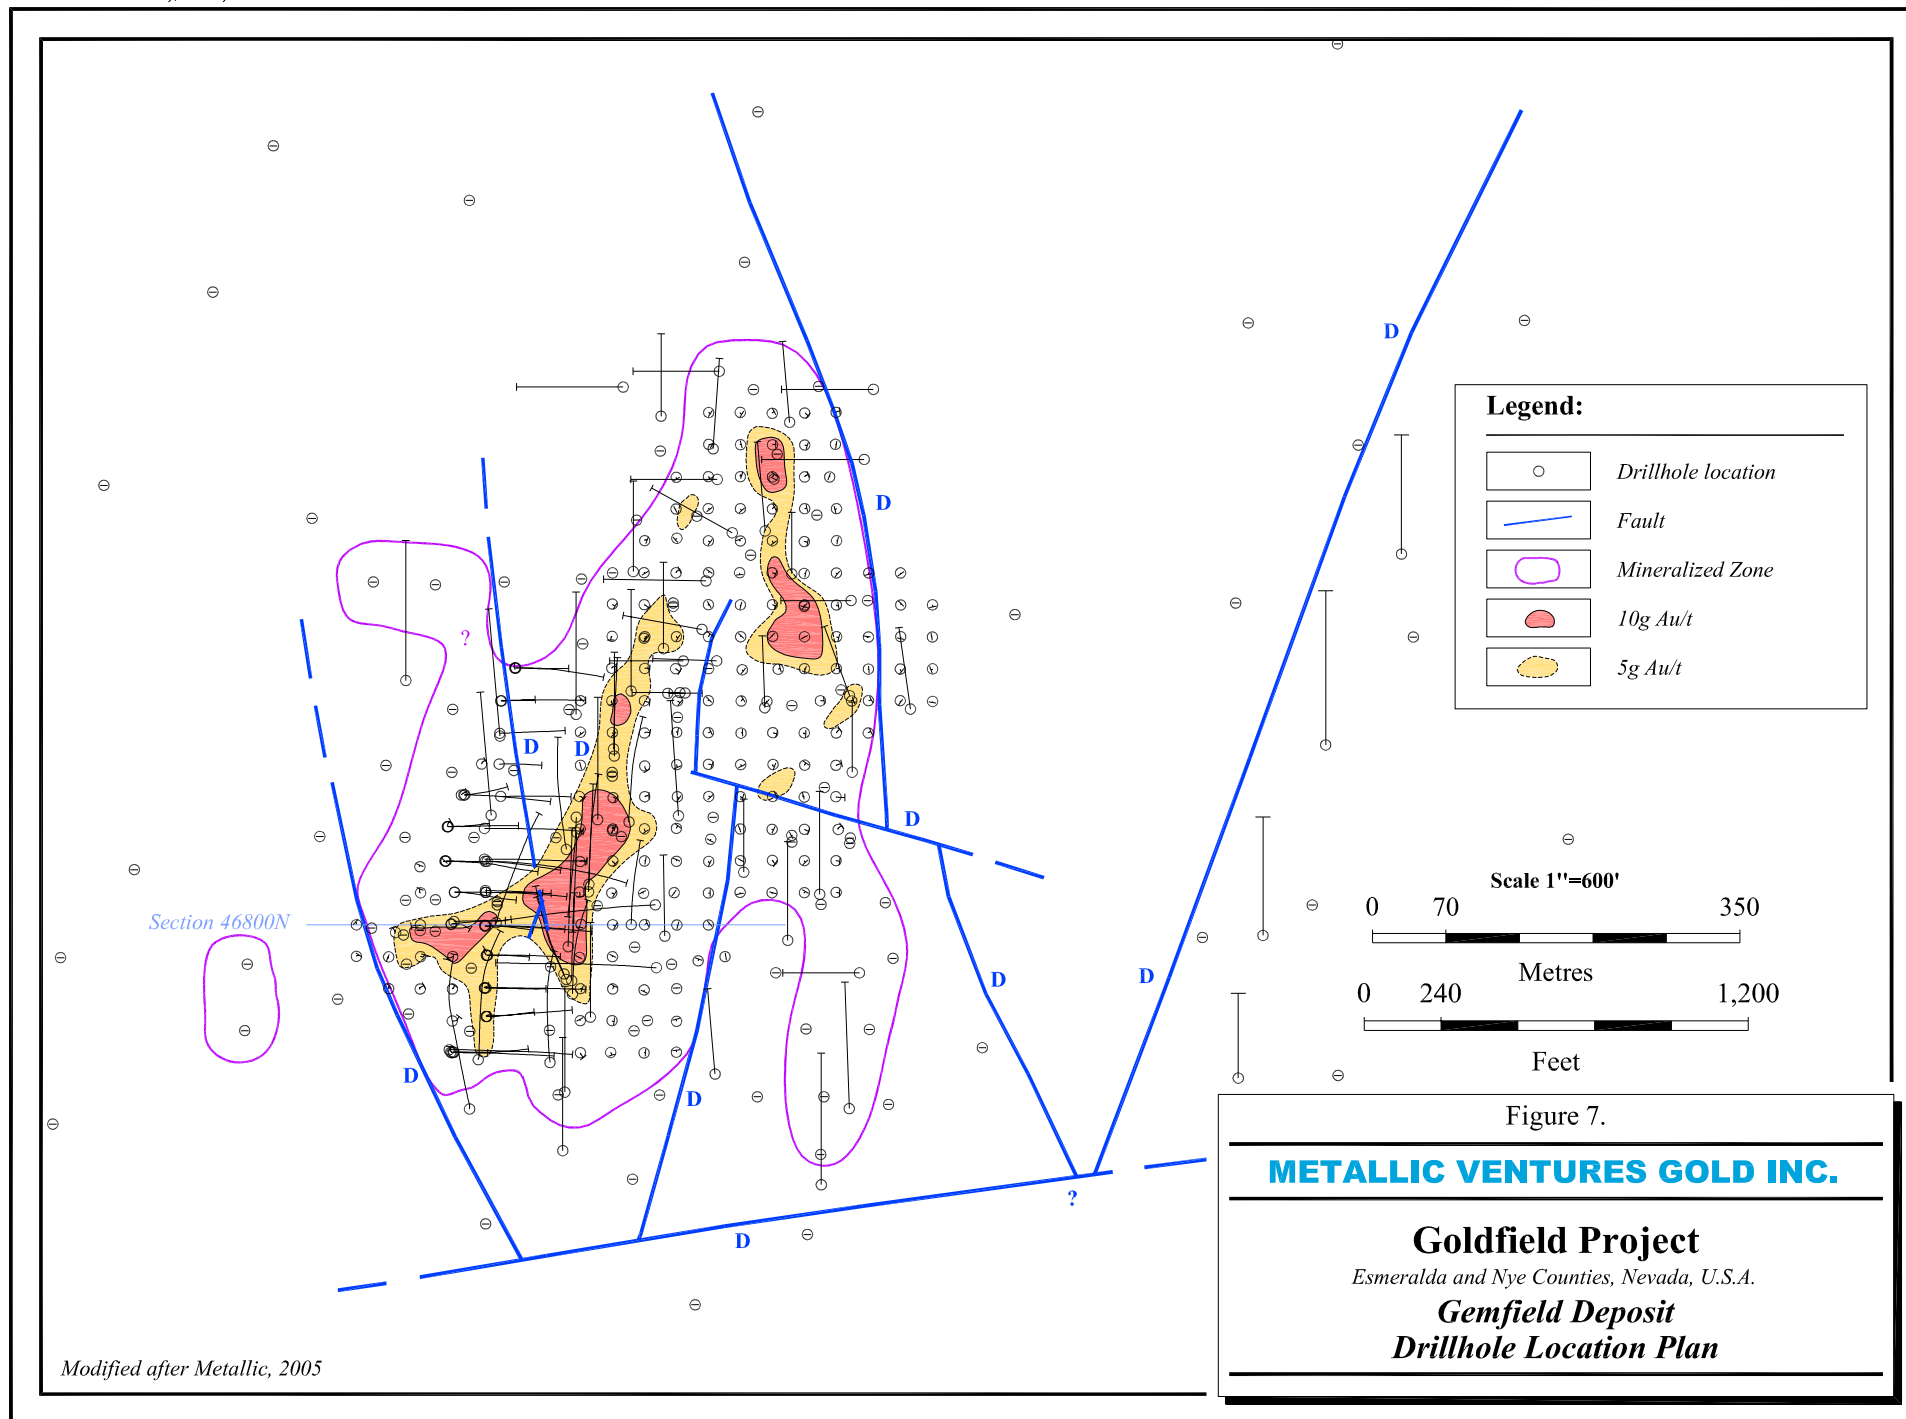 D
D
Legend:
Drillhole location
Fault
Mineralized Zone
10g Au/t
5g Au/t
?
D
D
D
Scale 1"=600'
0 70 350
Metres
0 240 1,200
Feet
Section 46800N
D
D
D
D
?
D
Figure 7.
METALLIC VENTURES GOLD INC.
Goldfield Project
Esmeralda and Nye Counties, Nevada, U.S.A.
Gemfield Deposit
Drillhole Location Plan
Modified after Metallic, 2005